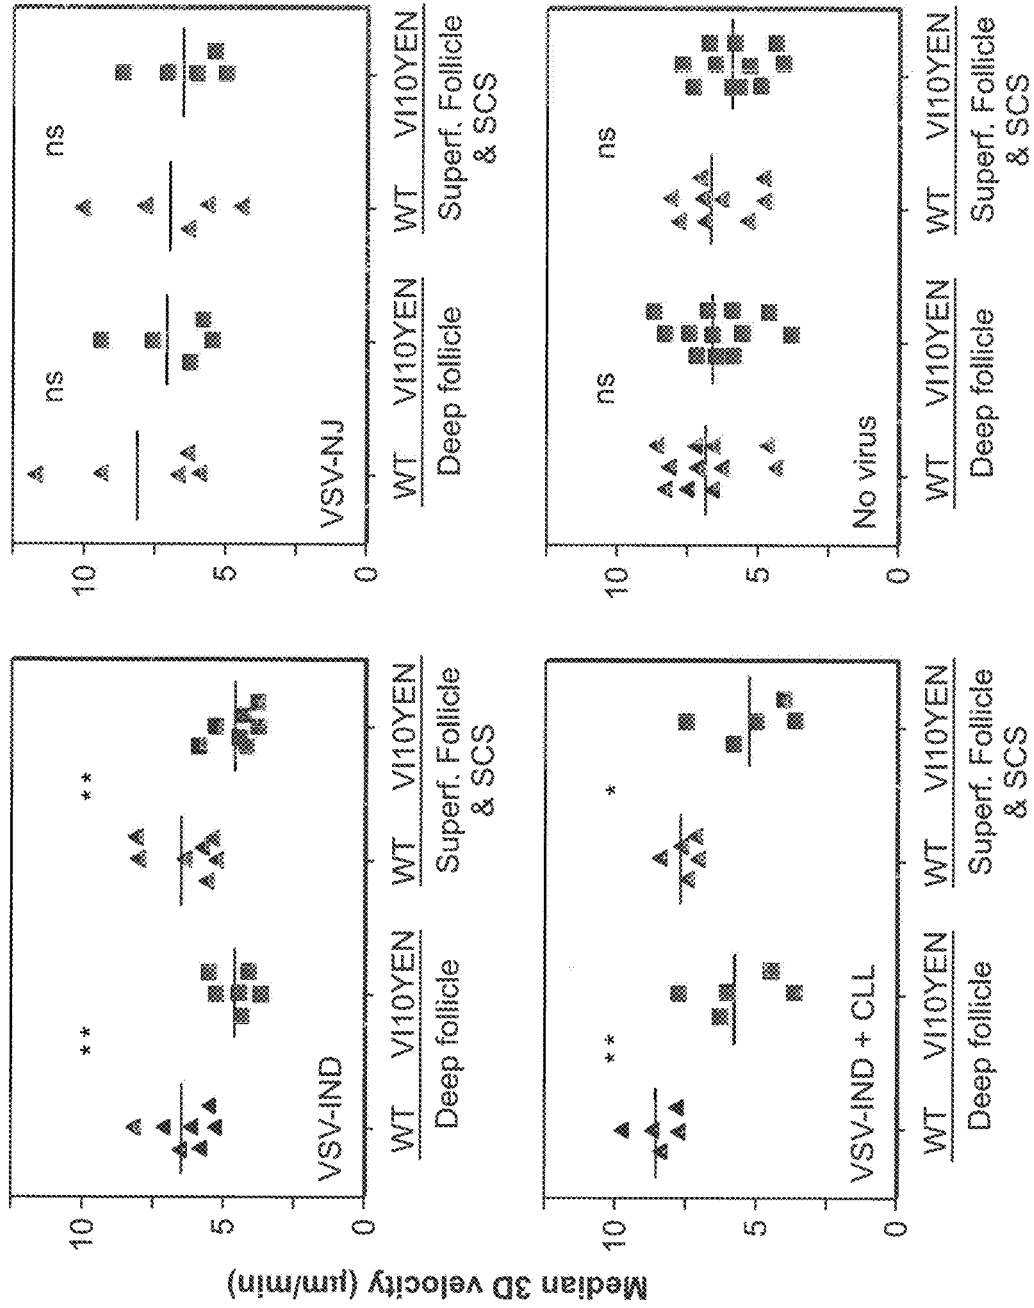 Median 3D velocity (µm/min)
10
5
0
VSV-IND
**
**
WT VI10YEN WT VI10YEN
Deep follicle Superf. Follicle
& SCS
10
5
0
VSV-NJ
ns
ns
WT VI10YEN WT VI10YEN
Deep follicle Superf. Follicle
& SCS
10
5
0
VSV-IND + CLL
**
*
WT VI10YEN WT VI10YEN
Deep follicle Superf. Follicle
& SCS
10
5
0
No virus
ns
ns
WT VI10YEN WT VI10YEN
Deep follicle Superf. Follicle
& SCS